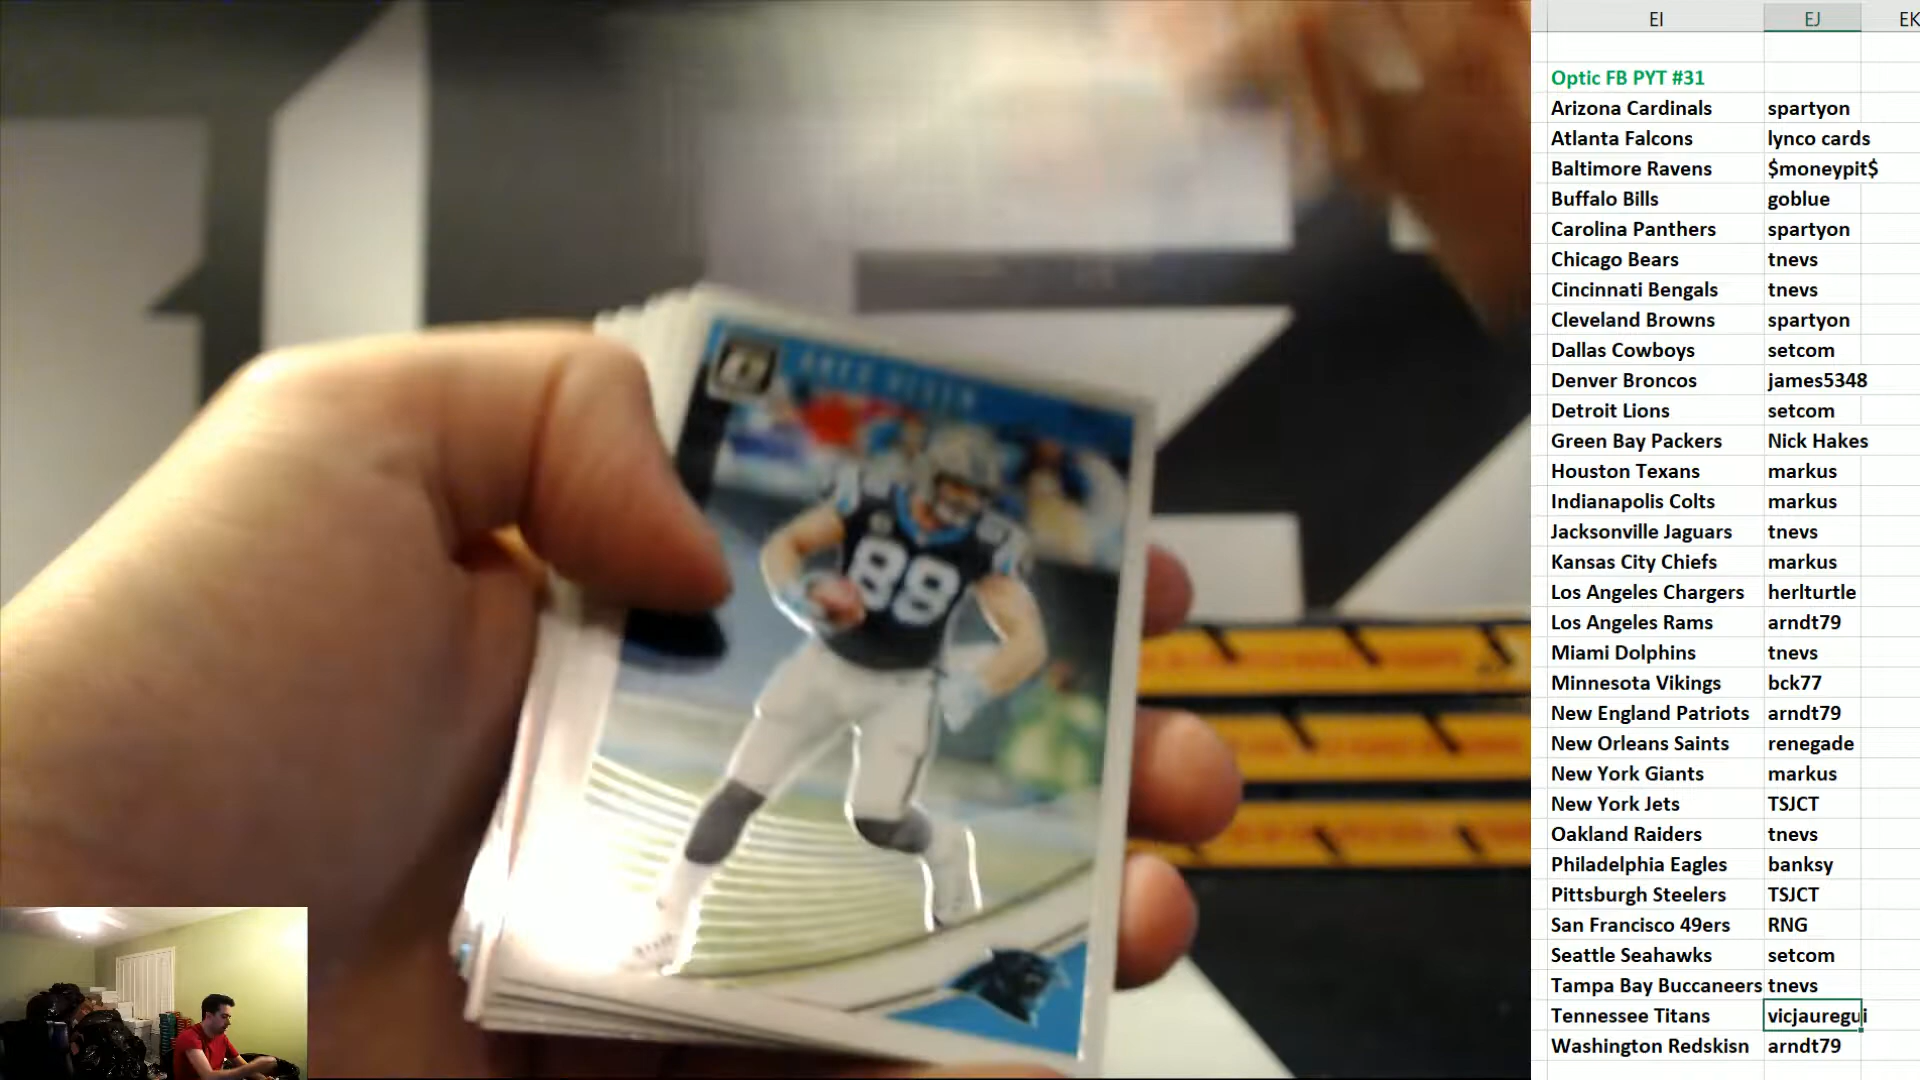 EI EJ EK
Optic FB PYT #31
Arizona Cardinals spartyon
Atlanta Falcons lynco cards
Baltimore Ravens $moneypit$
Buffalo Bills goblue
Carolina Panthers spartyon
Chicago Bears tnevs
Cincinnati Bengals tnevs
Cleveland Browns spartyon
Dallas Cowboys setcom
Denver Broncos james5348
Detroit Lions setcom
Green Bay Packers Nick Hakes
Houston Texans markus
Indianapolis Colts markus
Jacksonville Jaguars tnevs
Kansas City Chiefs markus
Los Angeles Chargers herlturtle
Los Angeles Rams arndt79
Miami Dolphins tnevs
Minnesota Vikings bck77
New England Patriots arndt79
New Orleans Saints renegade
New York Giants markus
New York Jets TSJCT
Oakland Raiders tnevs
Philadelphia Eagles banksy
Pittsburgh Steelers TSJCT
San Francisco 49ers RNG
Seattle Seahawks setcom
Tampa Bay Buccaneers tnevs
Tennessee Titans vicjauregui
Washington Redskisn arndt79
GREG OLSEN
88